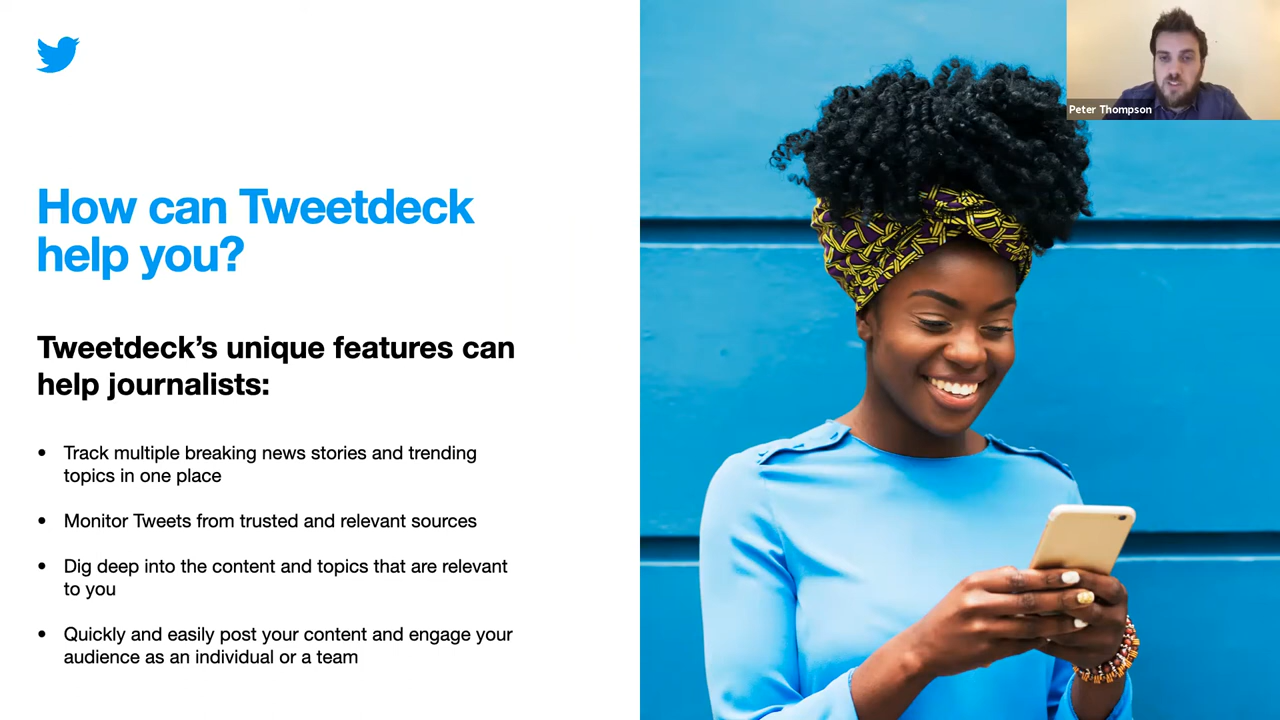 How can Tweetdeck
help you?
Tweetdeck’s unique features can
help journalists:
• Track multiple breaking news stories and trending
topics in one place
• Monitor Tweets from trusted and relevant sources
• Dig deep into the content and topics that are relevant
to you
• Quickly and easily post your content and engage your
audience as an individual or a team
Peter Thompson